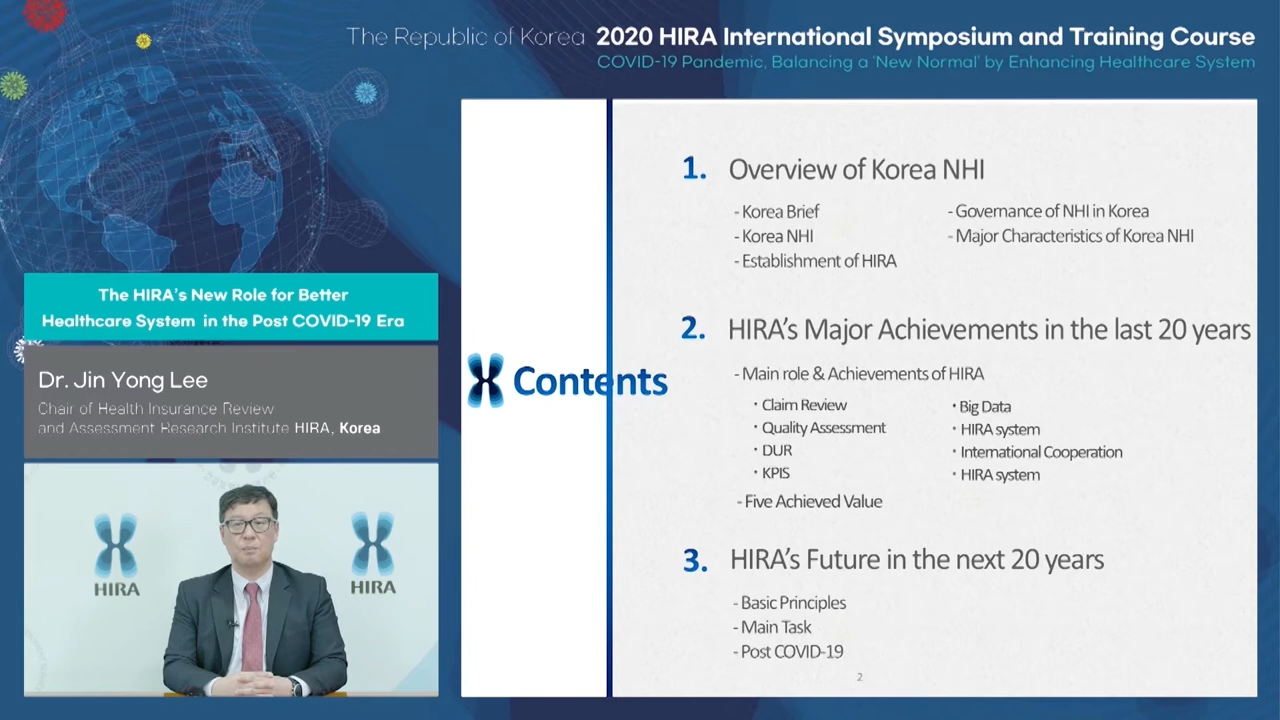 The Republic of Korea 2020 HIRA International Symposium and Training Course
COVID-19 Pandemic, Balancing a 'New Normal' by Enhancing Healthcare System
The HIRA's New Role for Better
Healthcare System in the Post COVID-19 Era
Dr. Jin Yong Lee
Chair of Health Insurance Review
and Assessment Research Institute HIRA, Korea
HIRA
HIRA
Contents
1. Overview of Korea NHI
- Korea Brief
- Korea NHI
- Establishment of HIRA
- Governance of NHI in Korea
- Major Characteristics of Korea NHI
2. HIRA's Major Achievements in the last 20 years
- Main role & Achievements of HIRA
· Claim Review
· Quality Assessment
· DUR
· KPIS
· Big Data
· HIRA system
· International Cooperation
· HIRA system
- Five Achieved Value
3. HIRA's Future in the next 20 years
- Basic Principles
- Main Task
- Post COVID-19
2